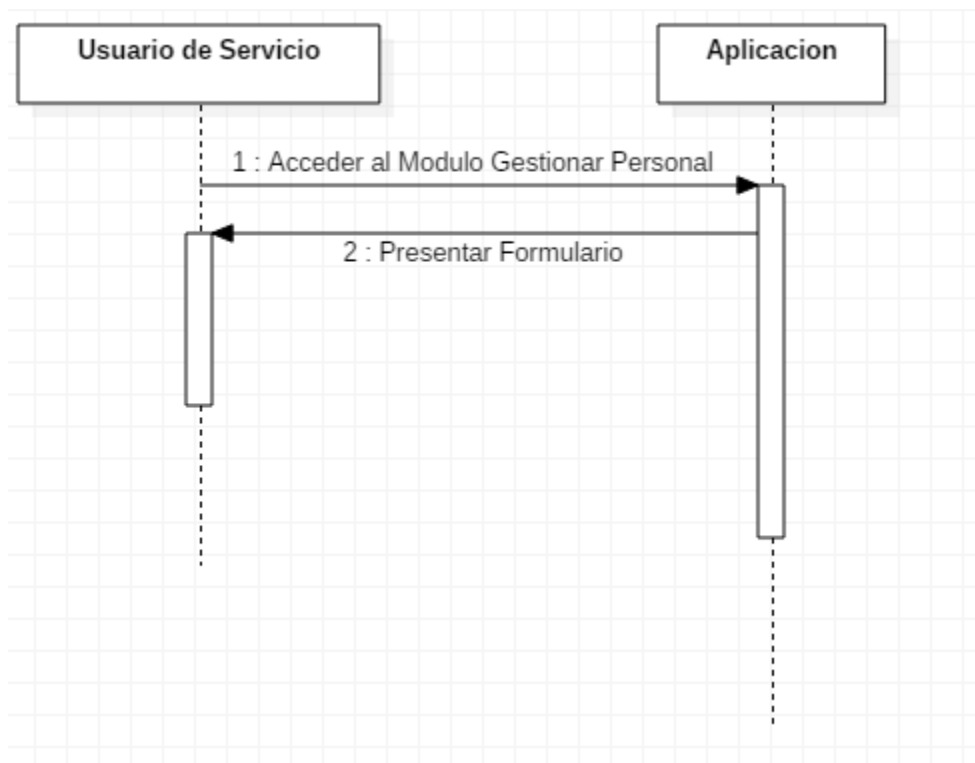 Usuario de Servicio
Aplicacion
1 : Acceder al Modulo Gestionar Personal
2 : Presentar Formulario